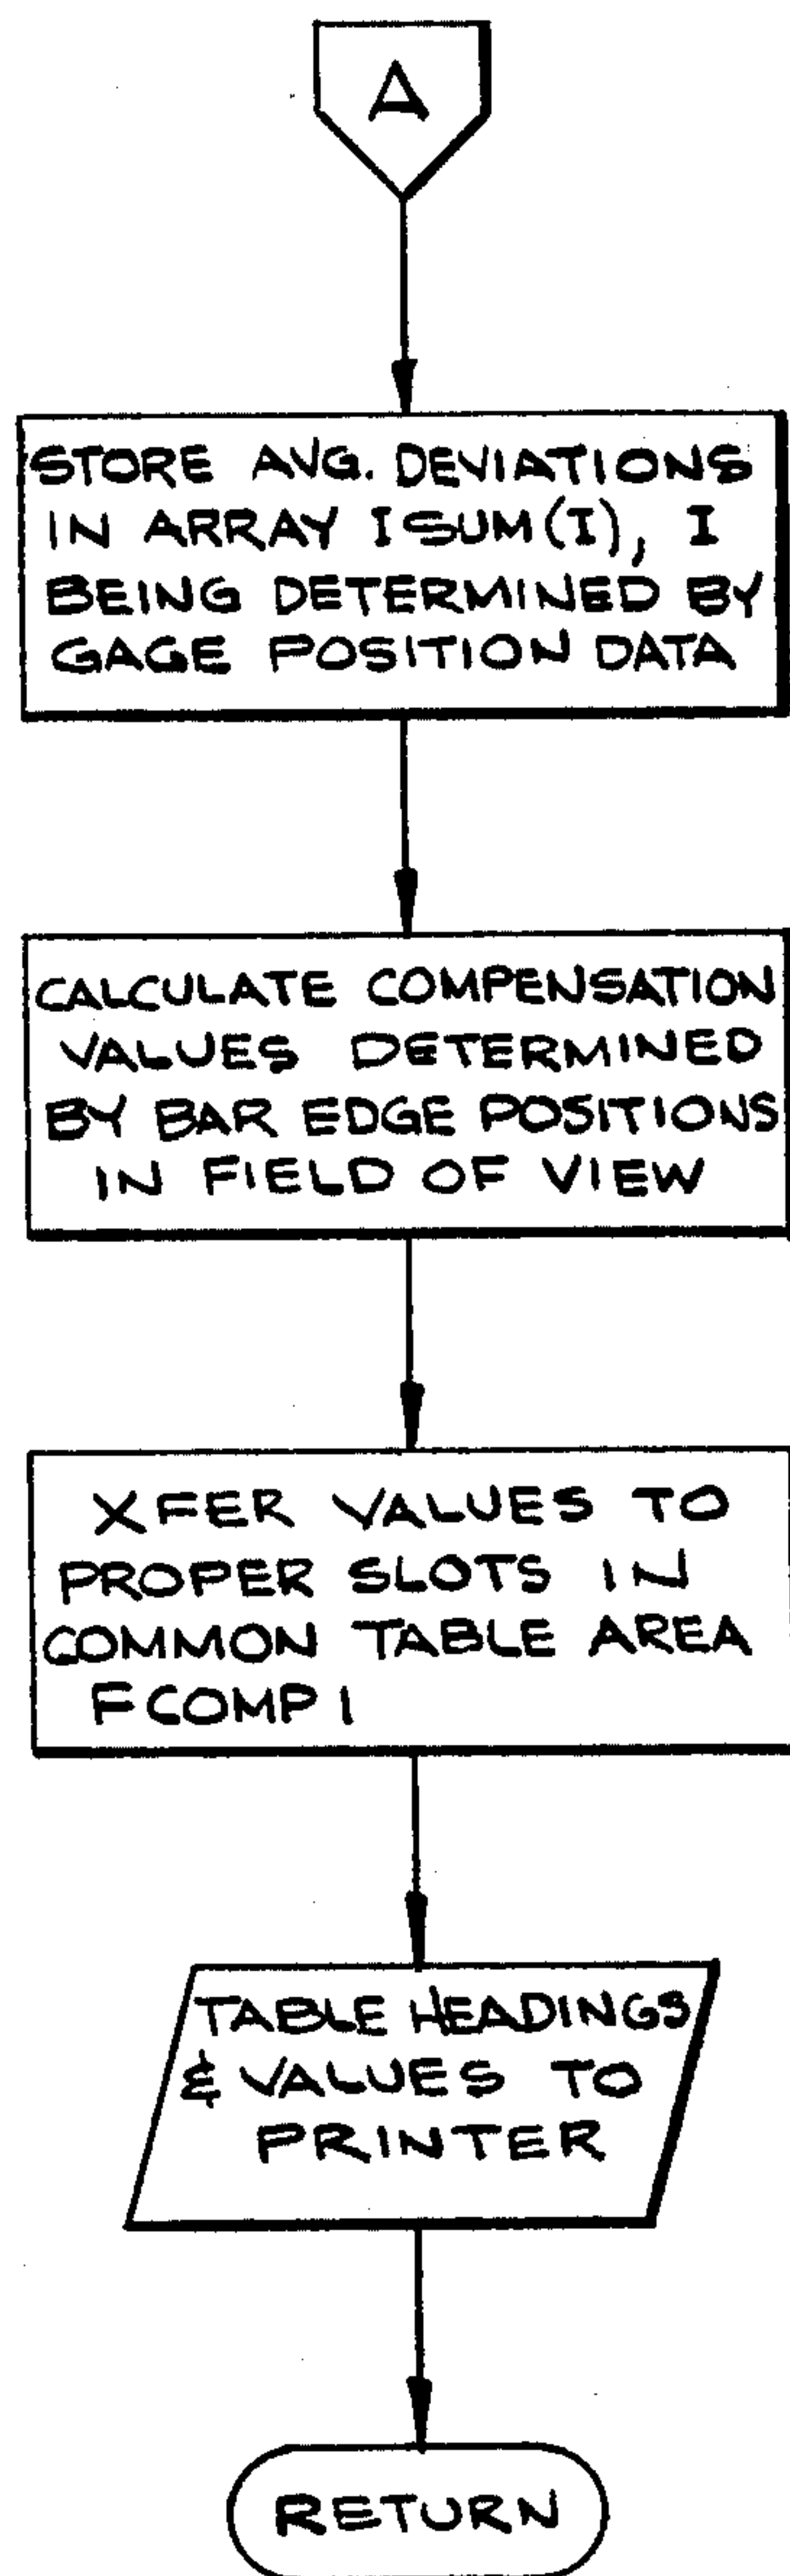 A
STORE AVG. DEVIATIONS
IN ARRAY ISUM(I), I
BEING DETERMINED BY
GAGE POSITION DATA
CALCULATE COMPENSATION
VALUES DETERMINED
BY BAR EDGE POSITIONS
IN FIELD OF VIEW
XFER VALUES TO
PROPER SLOTS IN
COMMON TABLE AREA
FCOMP1
TABLE HEADINGS
& VALUES TO
PRINTER
RETURN